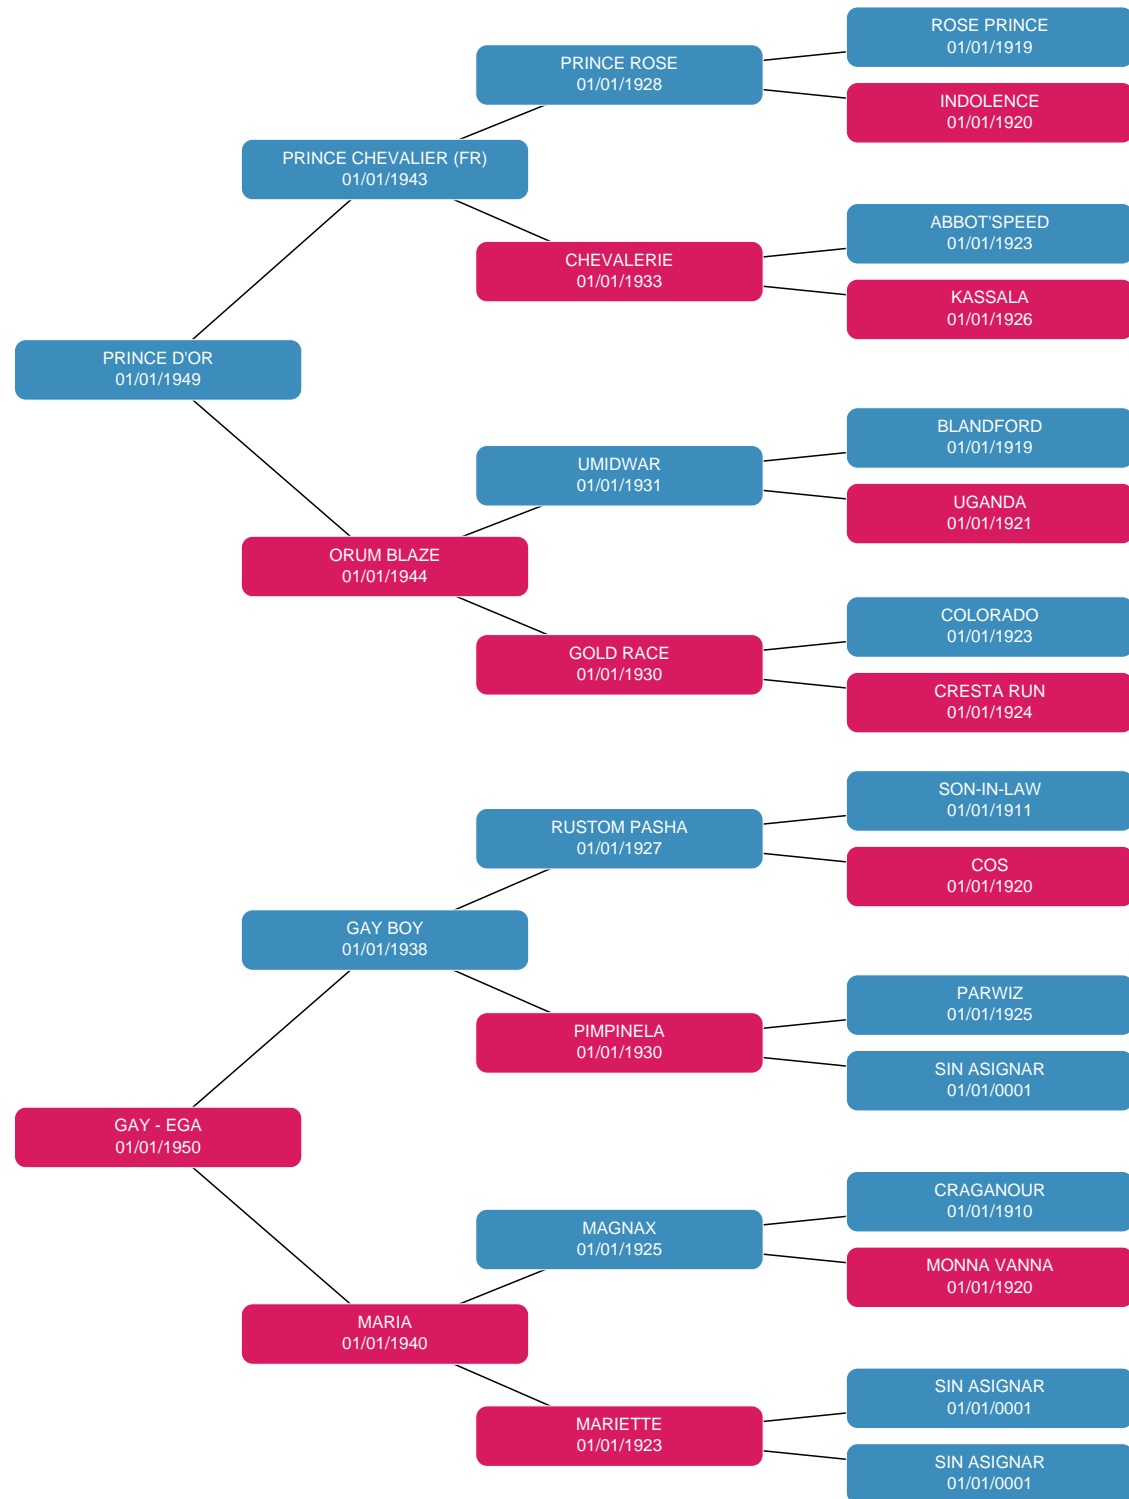 ROSE PRINCE
01/01/1919
PRINCE ROSE
01/01/1928
INDOLENCE
01/01/1920
PRINCE CHEVALIER (FR)
01/01/1943
ABBOT'SPEED
01/01/1923
CHEVALERIE
01/01/1933
KASSALA
01/01/1926
PRINCE D'OR
01/01/1949
BLANDFORD
01/01/1919
UMIDWAR
01/01/1931
UGANDA
01/01/1921
ORUM BLAZE
01/01/1944
COLORADO
01/01/1923
GOLD RACE
01/01/1930
CRESTA RUN
01/01/1924
SON-IN-LAW
01/01/1911
RUSTOM PASHA
01/01/1927
COS
01/01/1920
GAY BOY
01/01/1938
PARWIZ
01/01/1925
PIMPINELA
01/01/1930
SIN ASIGNAR
01/01/0001
GAY - EGA
01/01/1950
CRAGANOUR
01/01/1910
MAGNAX
01/01/1925
MONNA VANNA
01/01/1920
MARIA
01/01/1940
SIN ASIGNAR
01/01/0001
MARIETTE
01/01/1923
SIN ASIGNAR
01/01/0001